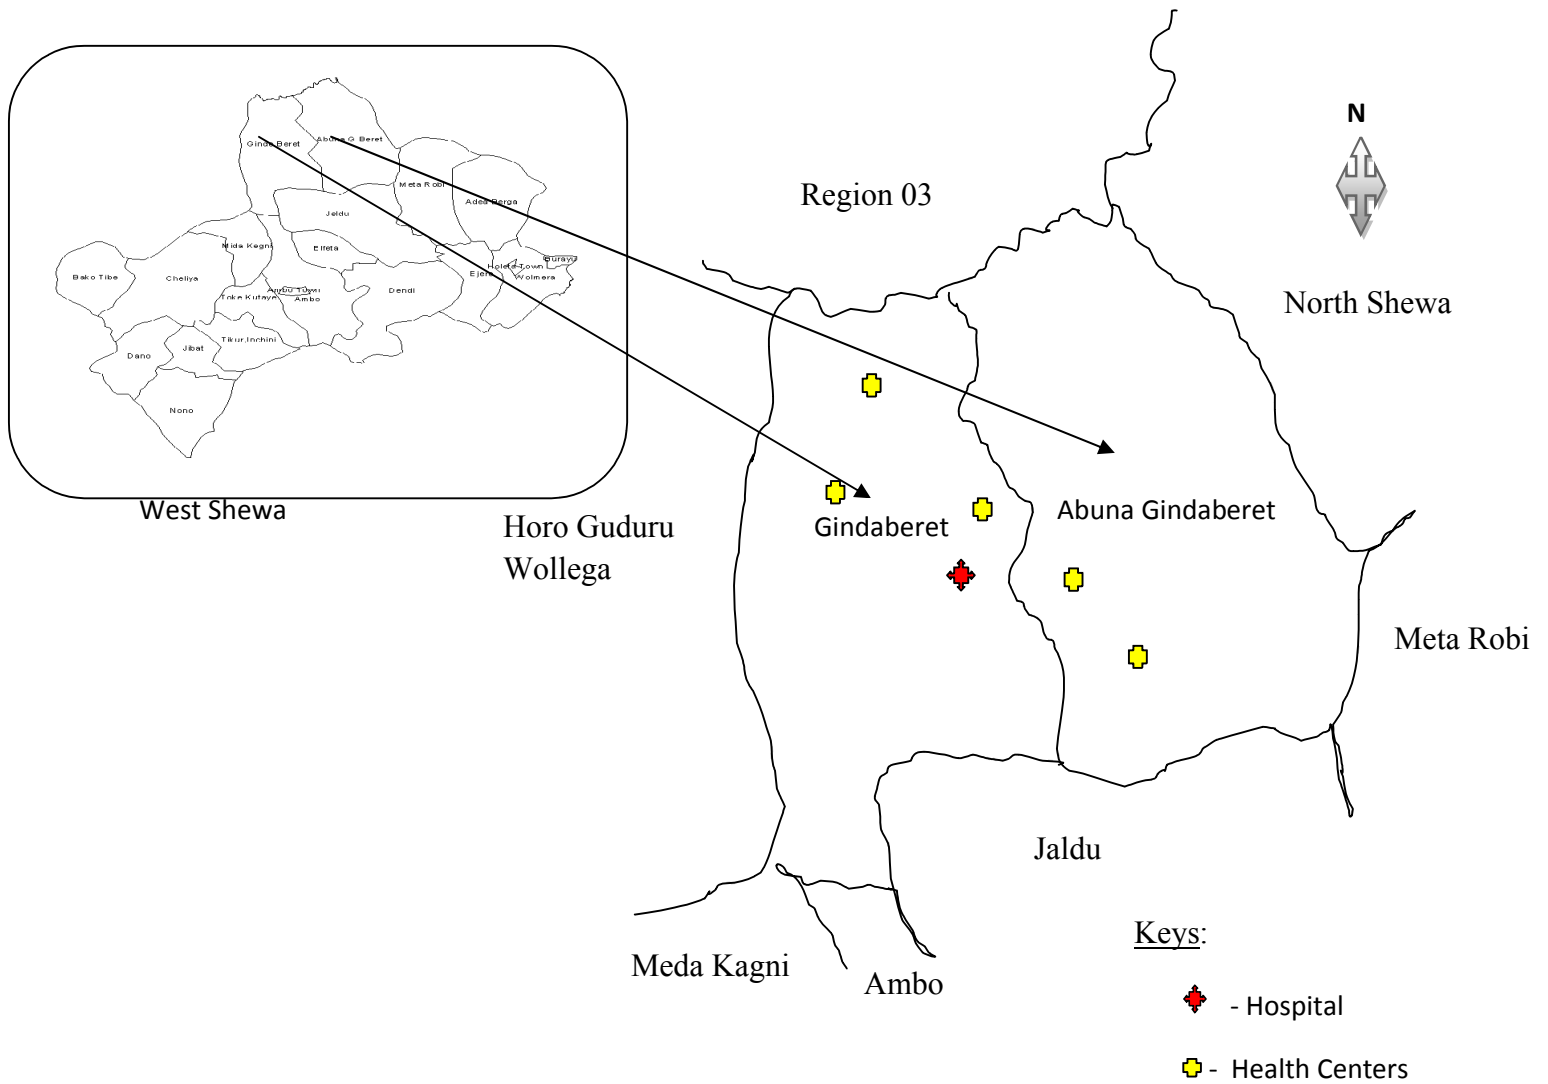 N
Region 03
North Shewa
Ginda Beret
Abuna G Beret
Meta Robi
Adea Berga
Jeldu
Mida Kegni
Elfeta
Bako Tibe
Cheliya
Ejere
Holeta Town
Burayu
Wolmera
Ambo Town
Ambo
Toke Kutaye
Dendi
Tikur Inchini
Jibat
Dano
Nono
West Shewa
Horo Guduru
Wollega
Gindaberet
Abuna Gindaberet
Meta Robi
Jaldu
Meda Kagni
Ambo
Keys:
- Hospital
- Health Centers